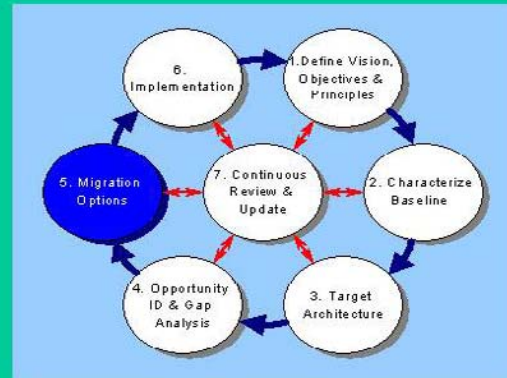 1.Define Vision,
Objectives &
Principles
2. Characterize
Baseline
3. Target
Architecture
4. Opportunity
ID & Gap
Analysis
5. Migration
Options
6.
Implementation
7. Continuous
Review &
Update